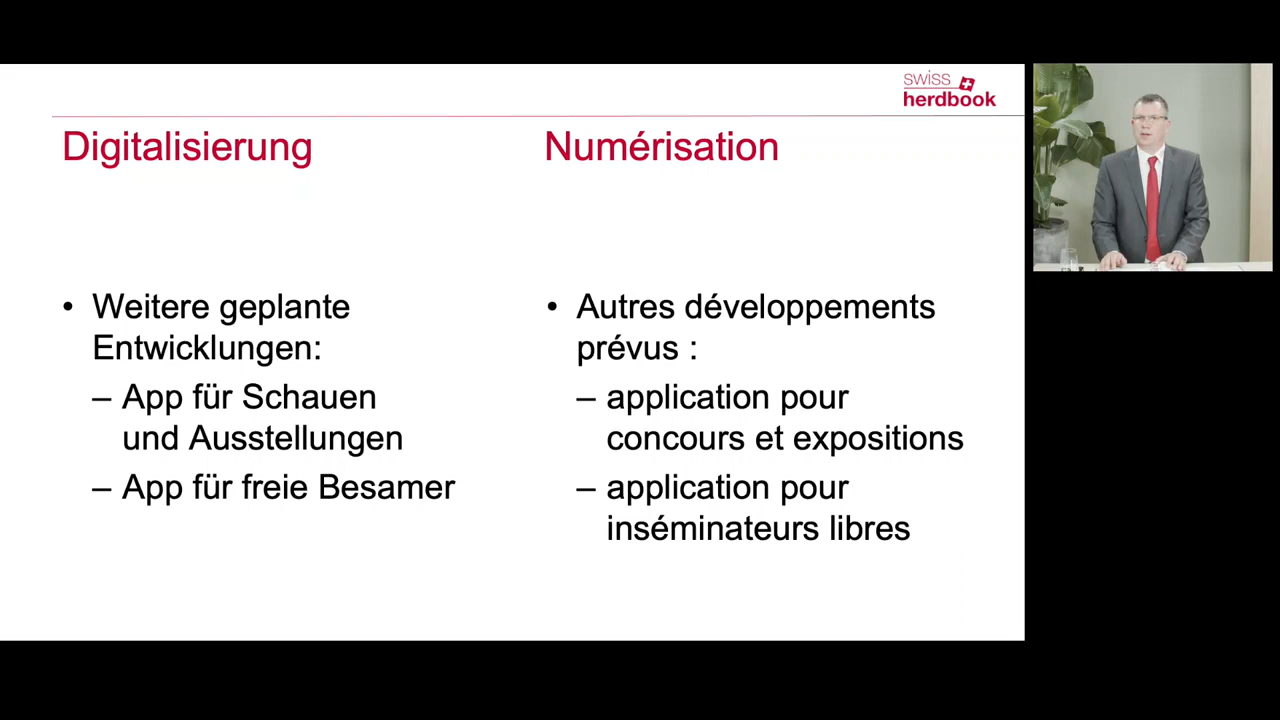 swiss
herdbook
Digitalisierung
Numérisation
• Weitere geplante
Entwicklungen:
– App für Schauen
und Ausstellungen
– App für freie Besamer
• Autres développements
prévus :
– application pour
concours et expositions
– application pour
inséminateurs libres